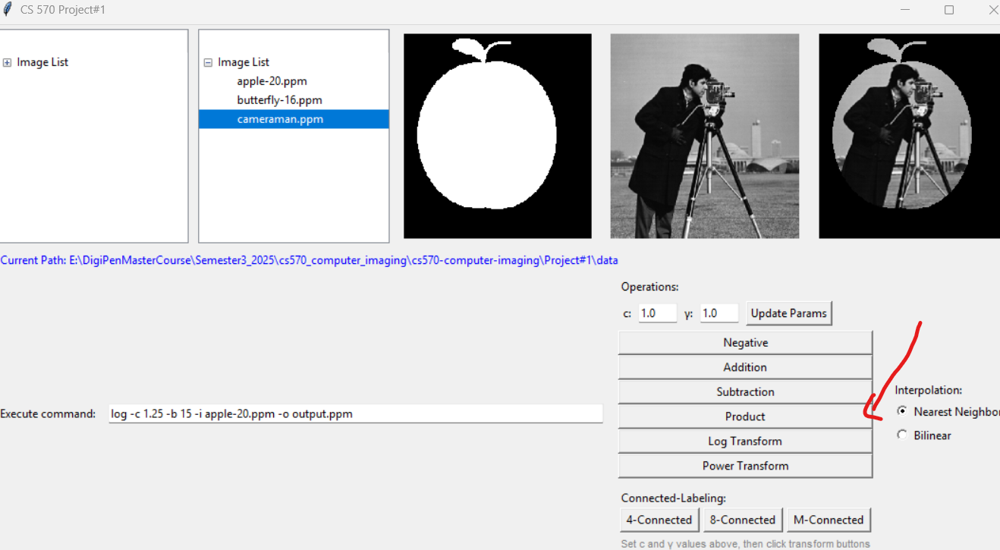 CS 570 Project#1
Image List
Image List
apple-20.ppm
butterfly-16.ppm
cameraman.ppm
Current Path: E:\DigiPenMasterCourse\Semester3_2025\cs570_computer_imaging\cs570-computer-imaging\Project#1\data
Operations:
c: 1.0 γ: 1.0 Update Params
Negative
Addition
Subtraction
Product
Log Transform
Power Transform
Interpolation:
Nearest Neighbor
Bilinear
Execute command: log -c 1.25 -b 15 -i apple-20.ppm -o output.ppm
Connected-Labeling:
4-Connected 8-Connected M-Connected
Set c and γ values above, then click transform buttons